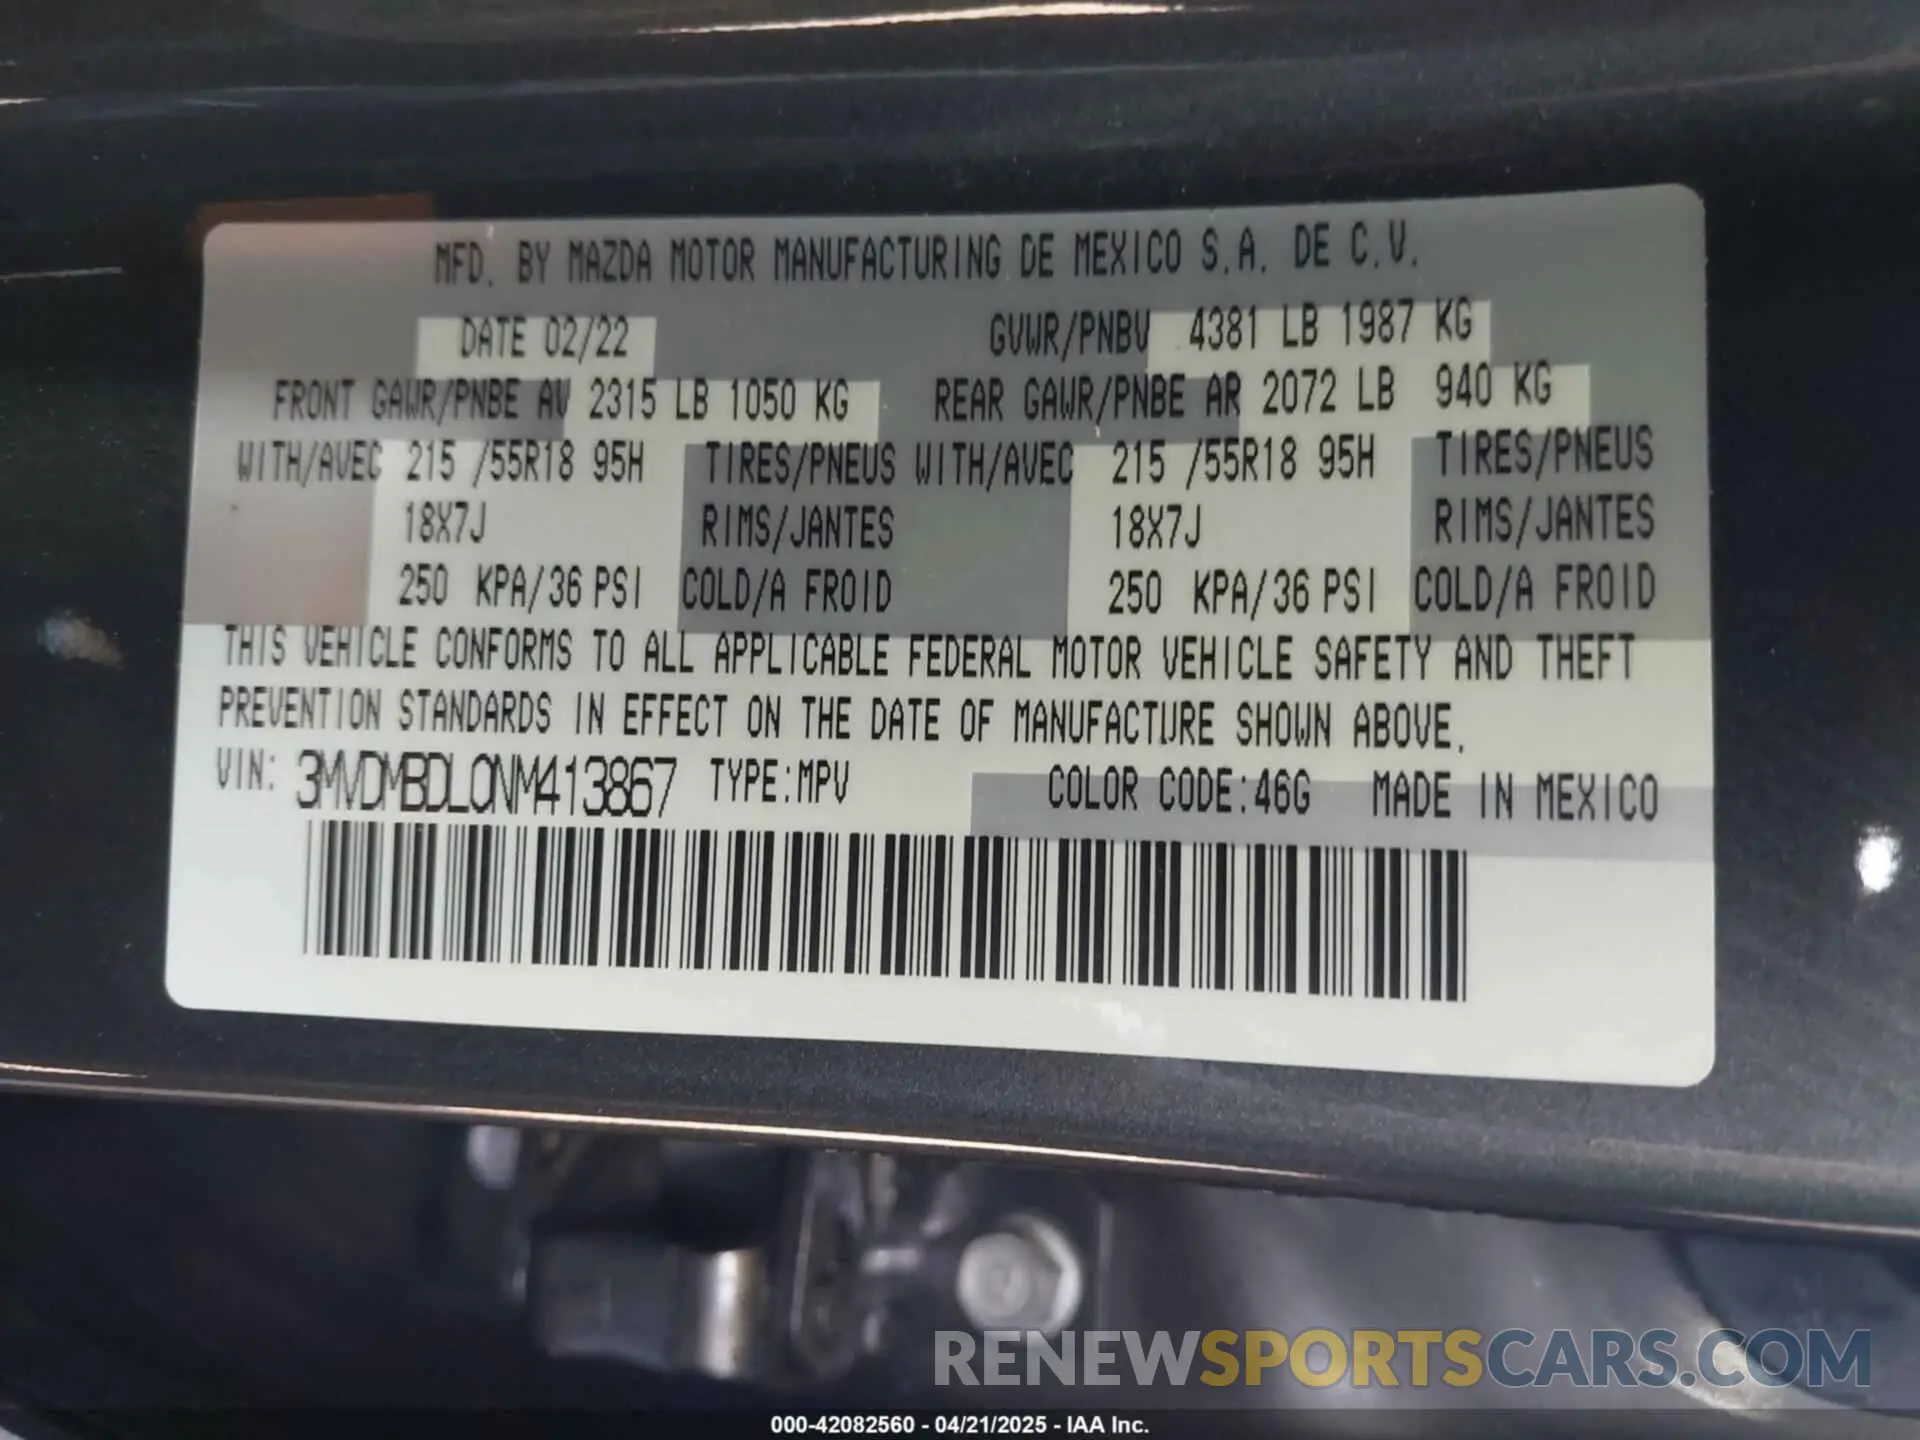 MFD. BY MAZDA MOTOR MANUFACTURING DE MEXICO S.A. DE C.V.
DATE 02/22 GVWR/PNBV 4381 LB 1987 KG
FRONT GAWR/PNBE AV 2315 LB 1050 KG REAR GAWR/PNBE AR 2072 LB 940 KG
WITH/AVEC 215 /55R18 95H TIRES/PNEUS WITH/AVEC 215 /55R18 95H TIRES/PNEUS
18X7J RIMS/JANTES 18X7J RIMS/JANTES
250 KPA/36 PSI COLD/A FROID 250 KPA/36 PSI COLD/A FROID
THIS VEHICLE CONFORMS TO ALL APPLICABLE FEDERAL MOTOR VEHICLE SAFETY AND THEFT
PREVENTION STANDARDS IN EFFECT ON THE DATE OF MANUFACTURE SHOWN ABOVE.
VIN: 3MVDMBDL0NM413867 TYPE:MPV COLOR CODE:46G MADE IN MEXICO
RENEWSPORTSCARS.COM
000-42082560 - 04/21/2025 - IAA Inc.